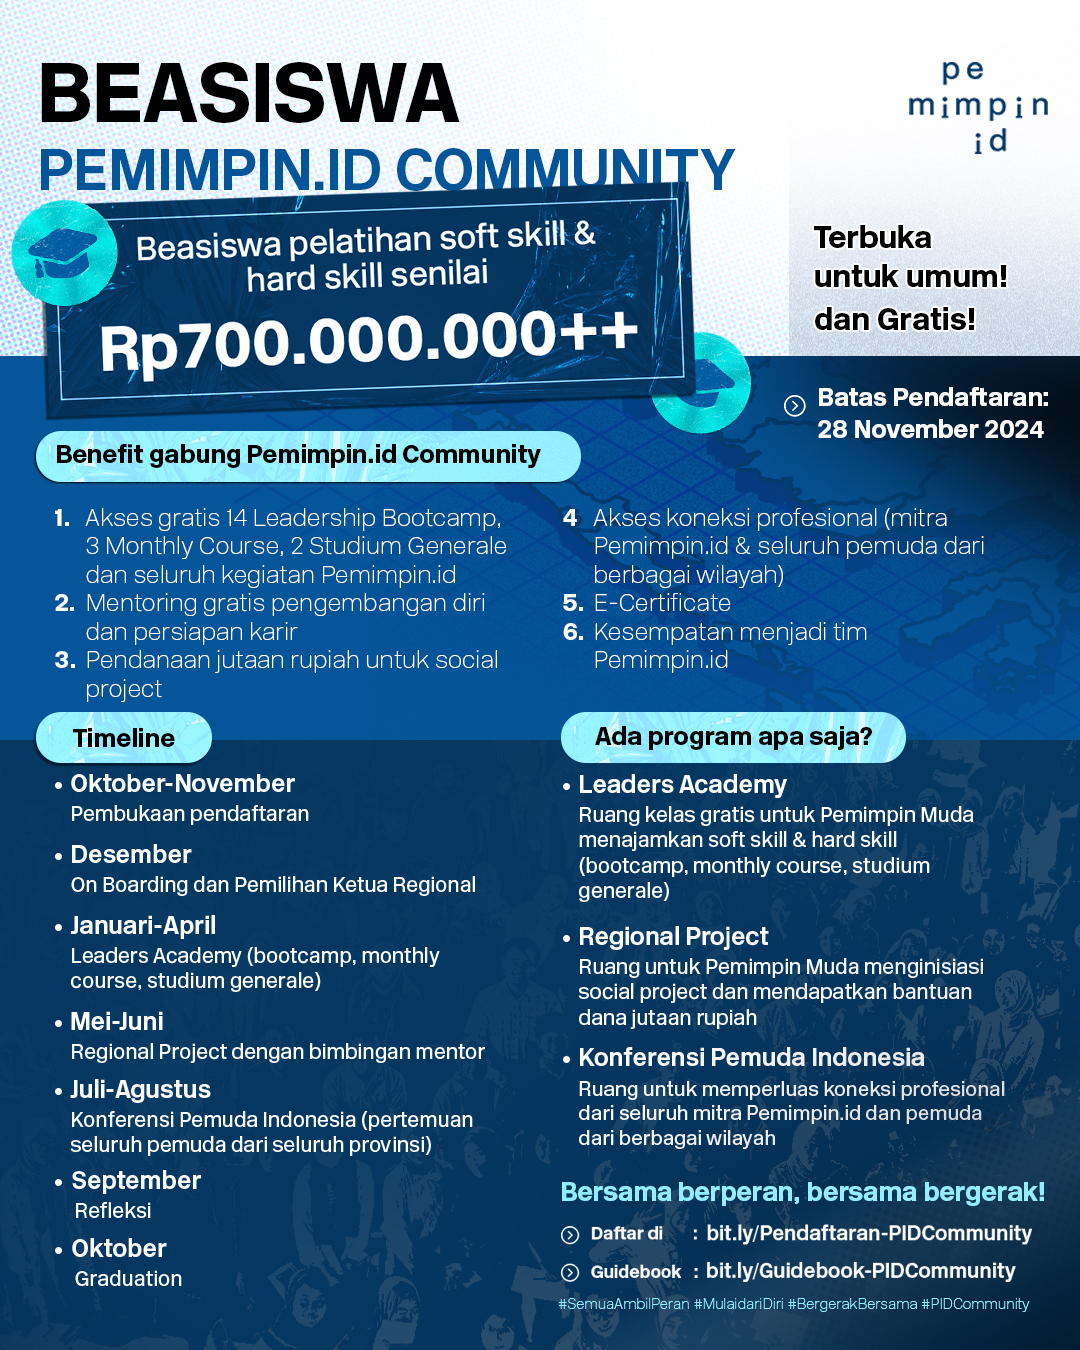 BEASISWA
PEMIMPIN.ID COMMUNITY
pe
mimpin
id
Beasiswa pelatihan soft skill &
hard skill senilai
Rp700.000.000++
Terbuka
untuk umum!
dan Gratis!
Batas Pendaftaran:
28 November 2024
Benefit gabung Pemimpin.id Community
1. Akses gratis 14 Leadership Bootcamp,
3 Monthly Course, 2 Studium Generale
dan seluruh kegiatan Pemimpin.id
2. Mentoring gratis pengembangan diri
dan persiapan karir
3. Pendanaan jutaan rupiah untuk social
project
4 Akses koneksi profesional (mitra
Pemimpin.id & seluruh pemuda dari
berbagai wilayah)
5. E-Certificate
6. Kesempatan menjadi tim
Pemimpin.id
Timeline
• Oktober-November
Pembukaan pendaftaran
• Desember
On Boarding dan Pemilihan Ketua Regional
• Januari-April
Leaders Academy (bootcamp, monthly
course, studium generale)
• Mei-Juni
Regional Project dengan bimbingan mentor
• Juli-Agustus
Konferensi Pemuda Indonesia (pertemuan
seluruh pemuda dari seluruh provinsi)
• September
Refleksi
• Oktober
Graduation
Ada program apa saja?
• Leaders Academy
Ruang kelas gratis untuk Pemimpin Muda
menajamkan soft skill & hard skill
(bootcamp, monthly course, studium
generale)
• Regional Project
Ruang untuk Pemimpin Muda menginisiasi
social project dan mendapatkan bantuan
dana jutaan rupiah
• Konferensi Pemuda Indonesia
Ruang untuk memperluas koneksi profesional
dari seluruh mitra Pemimpin.id dan pemuda
dari berbagai wilayah
Bersama berperan, bersama bergerak!
Daftar di : bit.ly/Pendaftaran-PIDCommunity
Guidebook : bit.ly/Guidebook-PIDCommunity
#SemuaAmbilPeran #MulaidariDiri #BergerakBersama #PIDCommunity